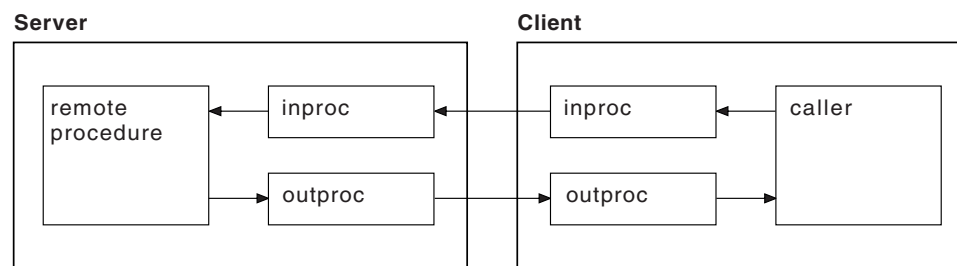 Server
Client
remote
procedure
inproc
inproc
caller
outproc
outproc